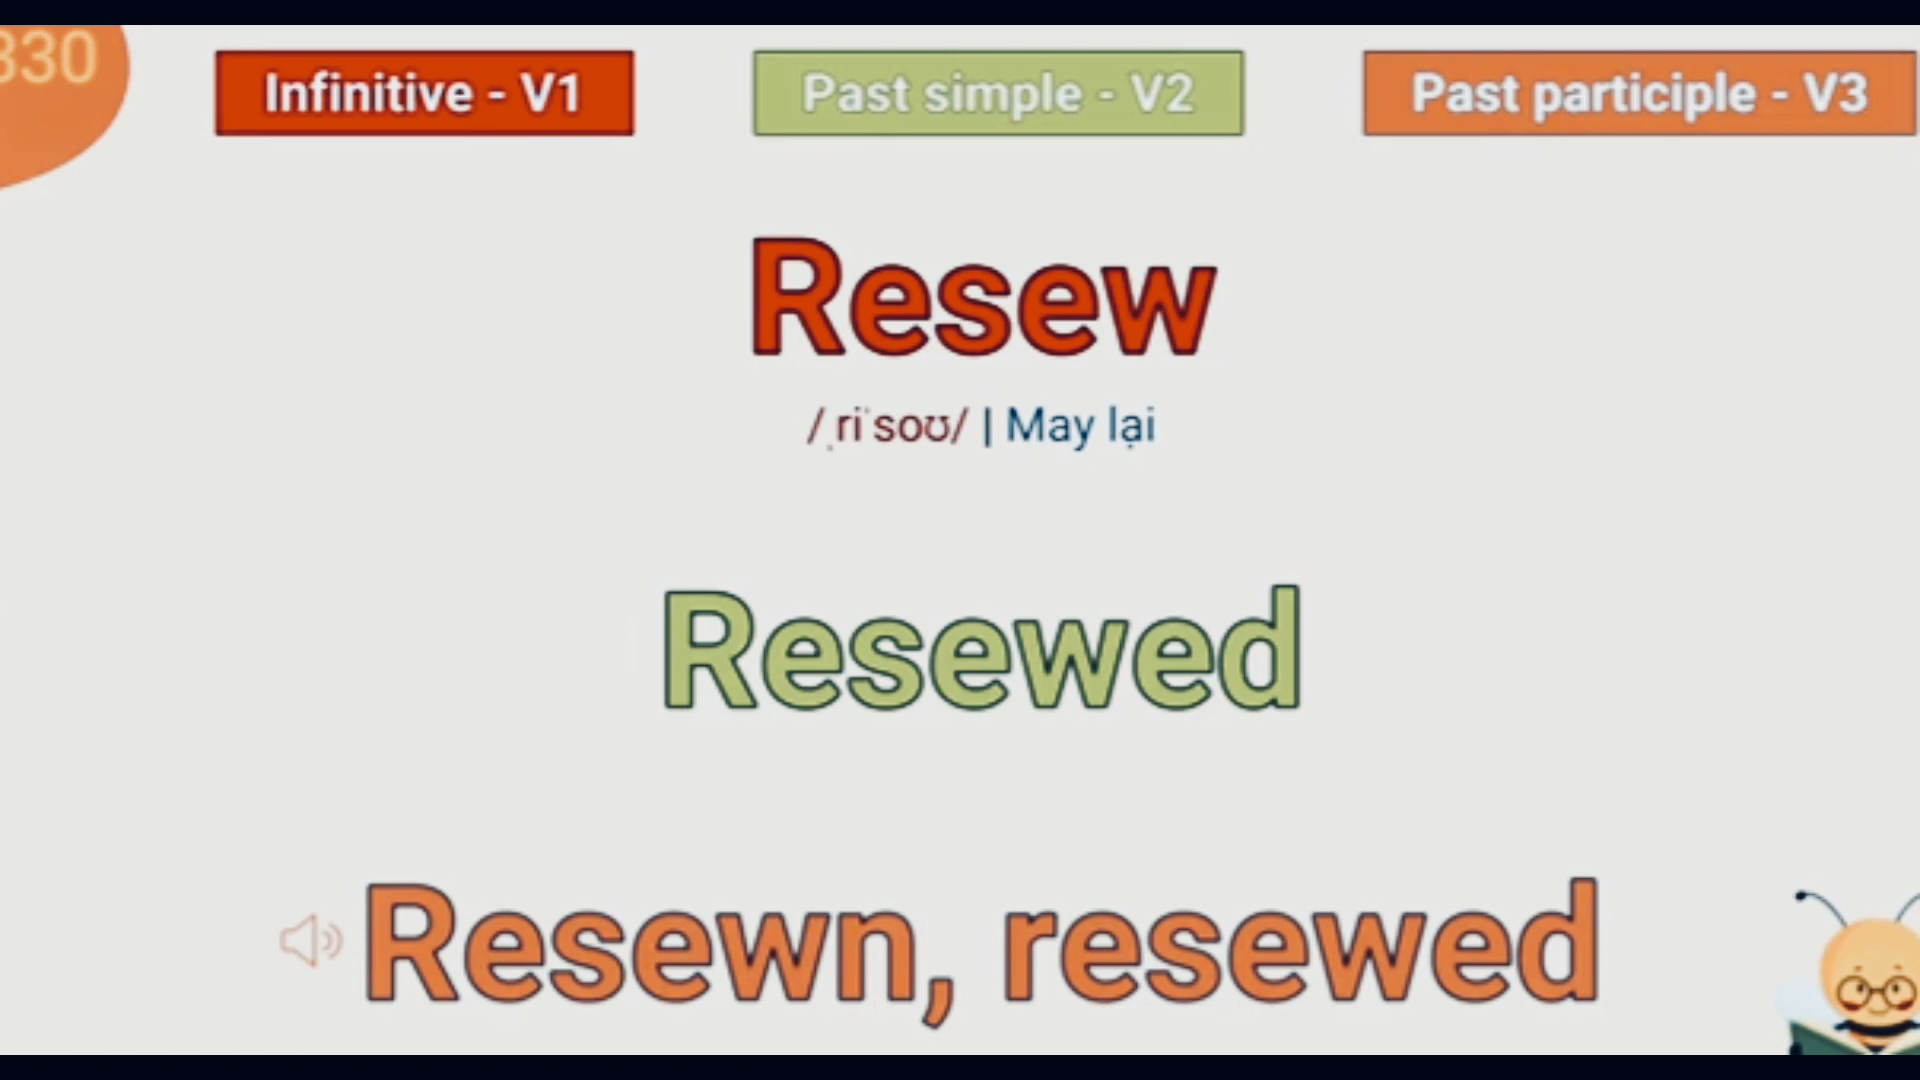 330
Infinitive - V1
Past simple - V2
Past participle - V3
Resew
/ˌriˈsoʊ/ | May lại
Resewed
Resewn, resewed